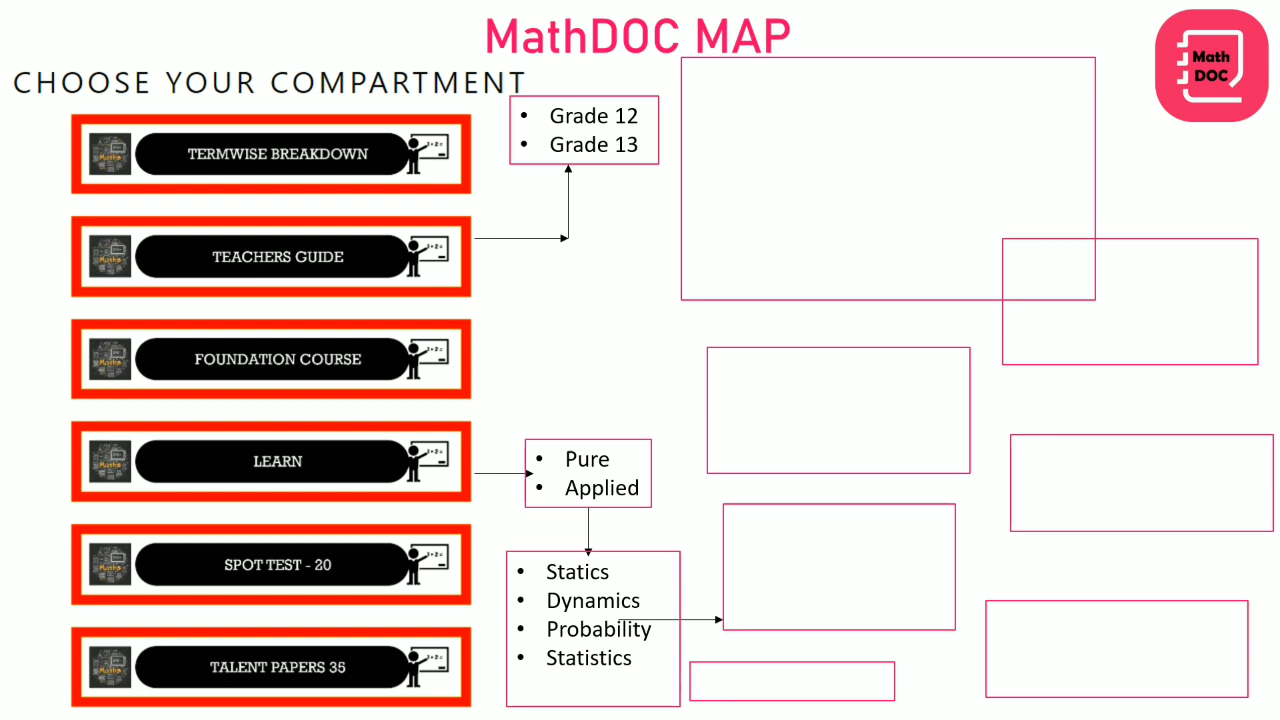 MathDOC MAP
Math
DOC
CHOOSE YOUR COMPARTMENT
• Grade 12
• Grade 13
TERMWISE BREAKDOWN
TEACHERS GUIDE
FOUNDATION COURSE
LEARN
• Pure
• Applied
SPOT TEST - 20
• Statics
• Dynamics
• Probability
• Statistics
TALENT PAPERS 35